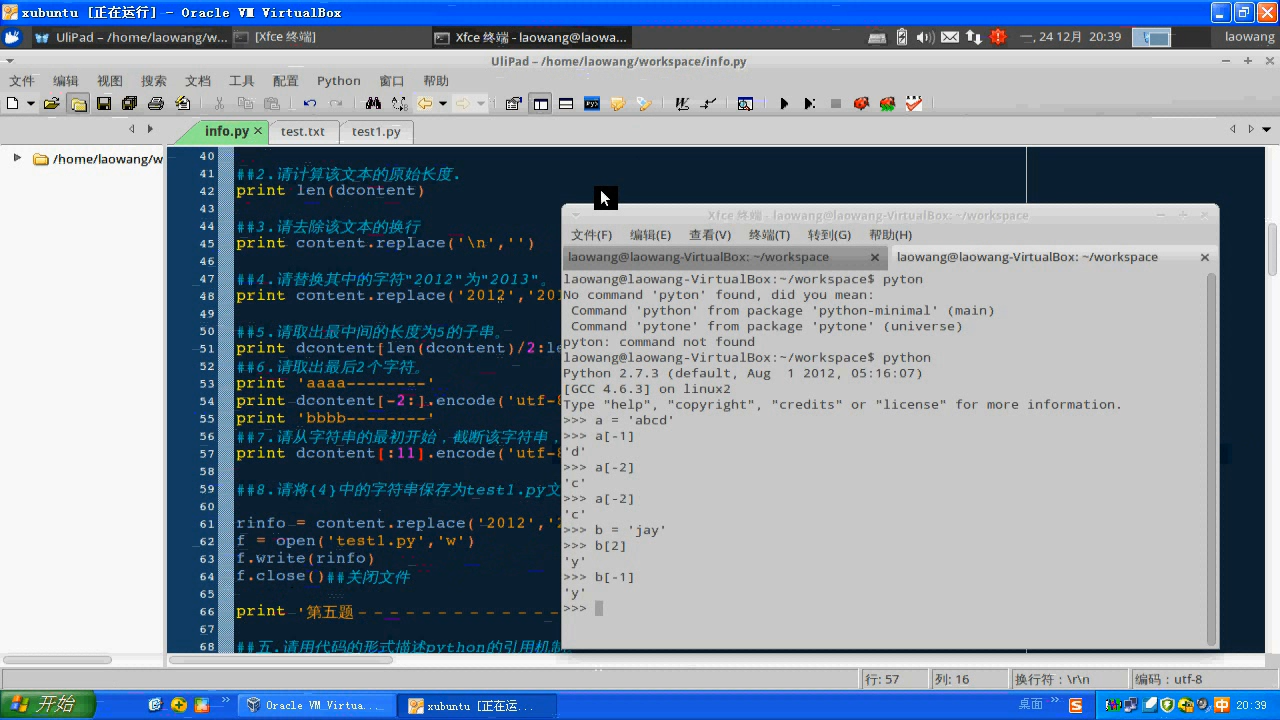 xubuntu [正在运行] - Oracle VM VirtualBox
UliPad – /home/laowang/w...
[Xfce 终端]
Xfce 终端 - laowang@laowa...
一, 24 12月 20:39
laowang
UliPad – /home/laowang/workspace/info.py
文件 编辑 视图 搜索 文档 工具 配置 Python 窗口 帮助
info.py
test.txt
test1.py
/home/laowang/w
40
41 ##2.请计算该文本的原始长度.
42 print len(dcontent)
43
44 ##3.请去除该文本的换行
45 print content.replace('\n','')
46
47 ##4.请替换其中的字符"2012"为"2013"。
48 print content.replace('2012','201
49
50 ##5.请取出最中间的长度为5的子串。
51 print dcontent[len(dcontent)/2:le
52 ##6.请取出最后2个字符。
53 print 'aaaa--------'
54 print dcontent[-2:].encode('utf-8
55 print 'bbbb--------'
56 ##7.请从字符串的最初开始，截断该字符串，
57 print dcontent[:11].encode('utf-8
58
59 ##8.请将{4}中的字符串保存为test1.py文
60
61 rinfo = content.replace('2012','2
62 f = open('test1.py','w')
63 f.write(rinfo)
64 f.close()##关闭文件
65
66 print '第五题--------------
67
68 ##五.请用代码的形式描述python的引用机制
Xfce 终端 - laowang@laowang-VirtualBox: ~/workspace
文件(F) 编辑(E) 查看(V) 终端(T) 转到(G) 帮助(H)
laowang@laowang-VirtualBox: ~/workspace
laowang@laowang-VirtualBox: ~/workspace
laowang@laowang-VirtualBox:~/workspace$ pyton
No command 'pyton' found, did you mean:
Command 'python' from package 'python-minimal' (main)
Command 'pytone' from package 'pytone' (universe)
pyton: command not found
laowang@laowang-VirtualBox:~/workspace$ python
Python 2.7.3 (default, Aug  1 2012, 05:16:07)
[GCC 4.6.3] on linux2
Type "help", "copyright", "credits" or "license" for more information.
>>> a = 'abcd'
>>> a[-1]
'd'
>>> a[-2]
'c'
>>> a[-2]
'c'
>>> b = 'jay'
>>> b[2]
'y'
>>> b[-1]
'y'
>>>
行: 57
列: 16
换行符：\r\n
编码：utf-8
开始
Oracle VM Virtua...
xubuntu [正在运...
桌面
中
20:39